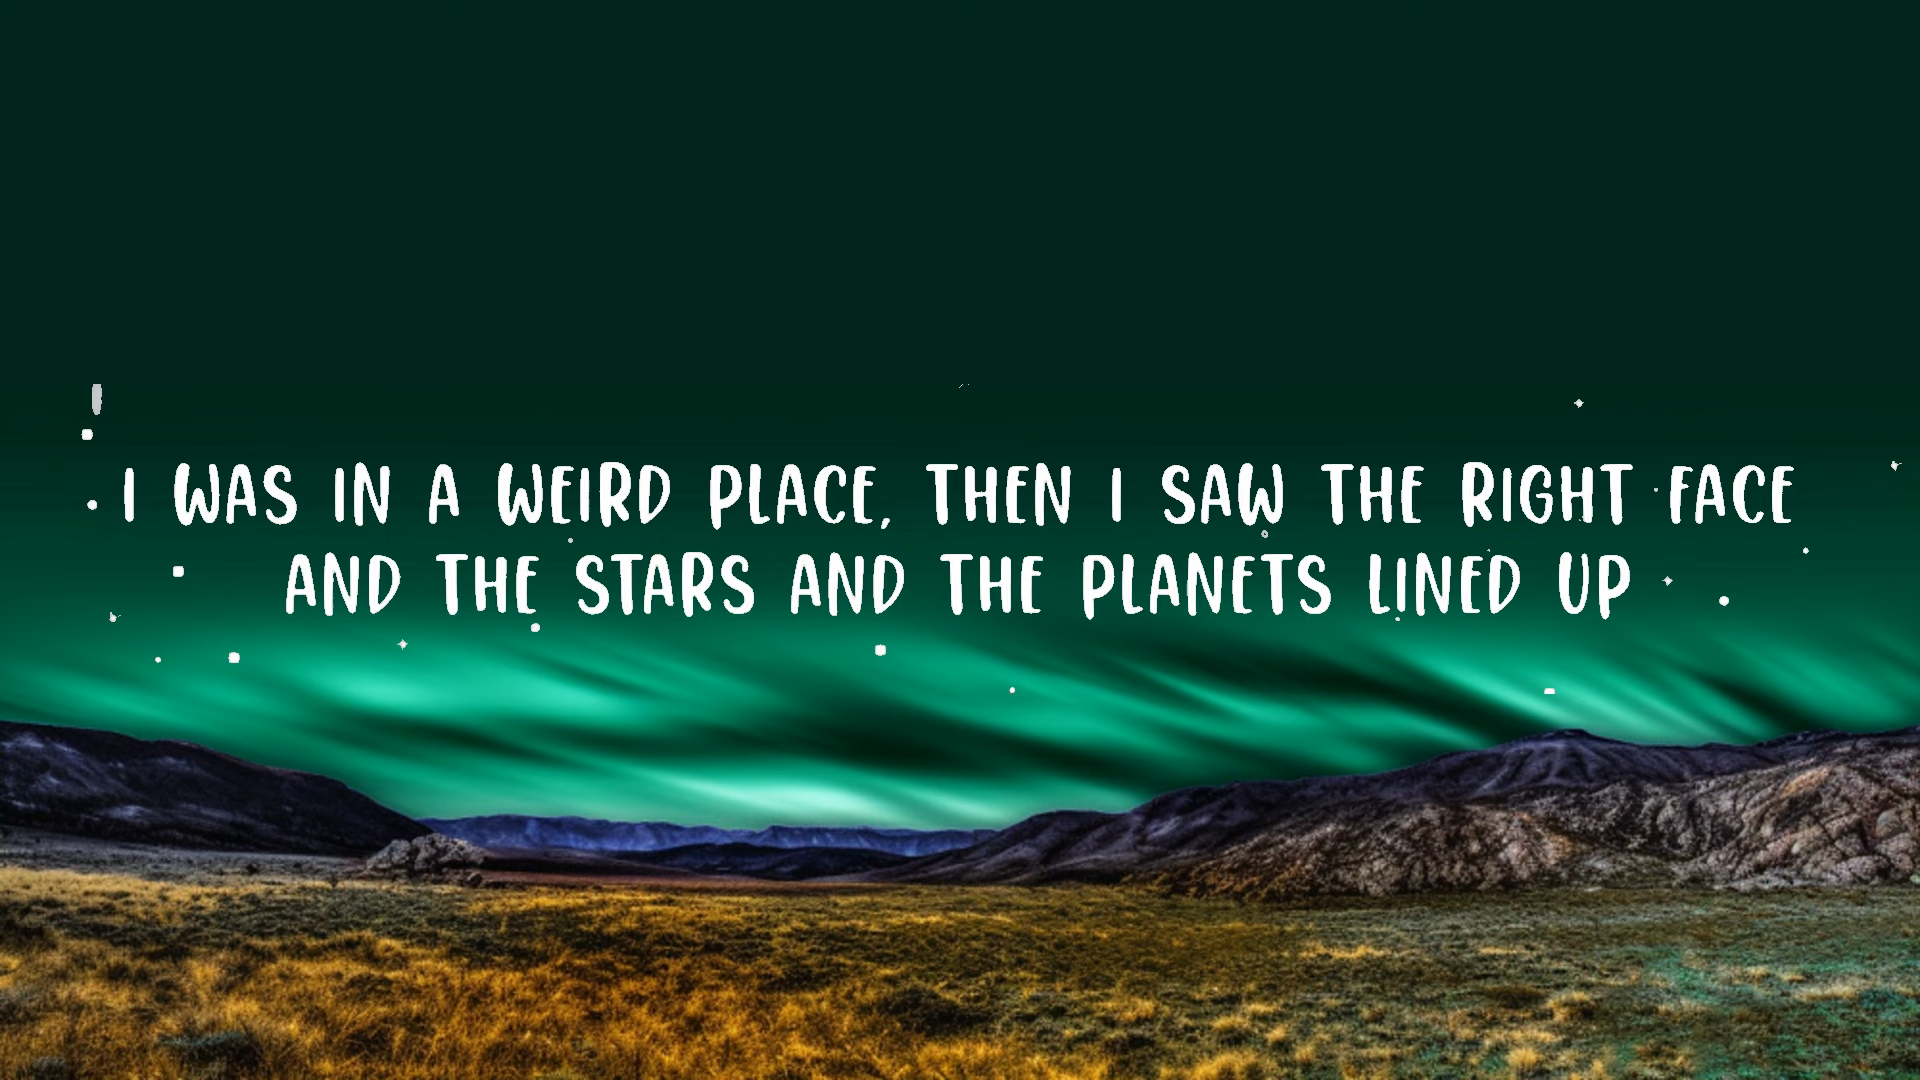 I WAS IN A WEIRD PLACE, THEN I SAW THE RIGHT FACE
AND THE STARS AND THE PLANETS LINED UP